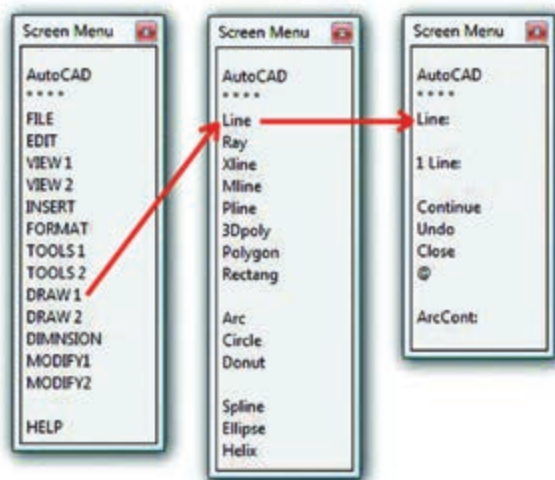 Screen Menu
AutoCAD
****
FILE
EDIT
VIEW 1
VIEW 2
INSERT
FORMAT
TOOLS 1
TOOLS 2
DRAW 1
DRAW 2
DIMNSION
MODIFY1
MODIFY2
HELP
Screen Menu
AutoCAD
****
Line
Ray
Xline
Mline
Pline
3Dpoly
Polygon
Rectang
Arc
Circle
Donut
Spline
Ellipse
Helix
Screen Menu
AutoCAD
****
Line:
1 Line:
Continue
Undo
Close
@
ArcCont: